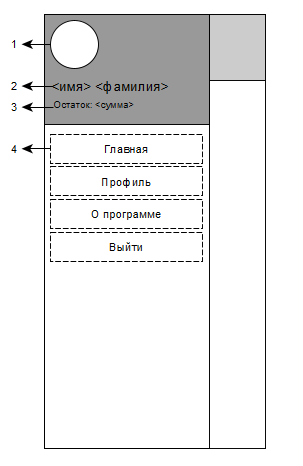 1
2 <имя> <фамилия>
3 Остаток: <сумма>
4 Главная
Профиль
О программе
Выйти